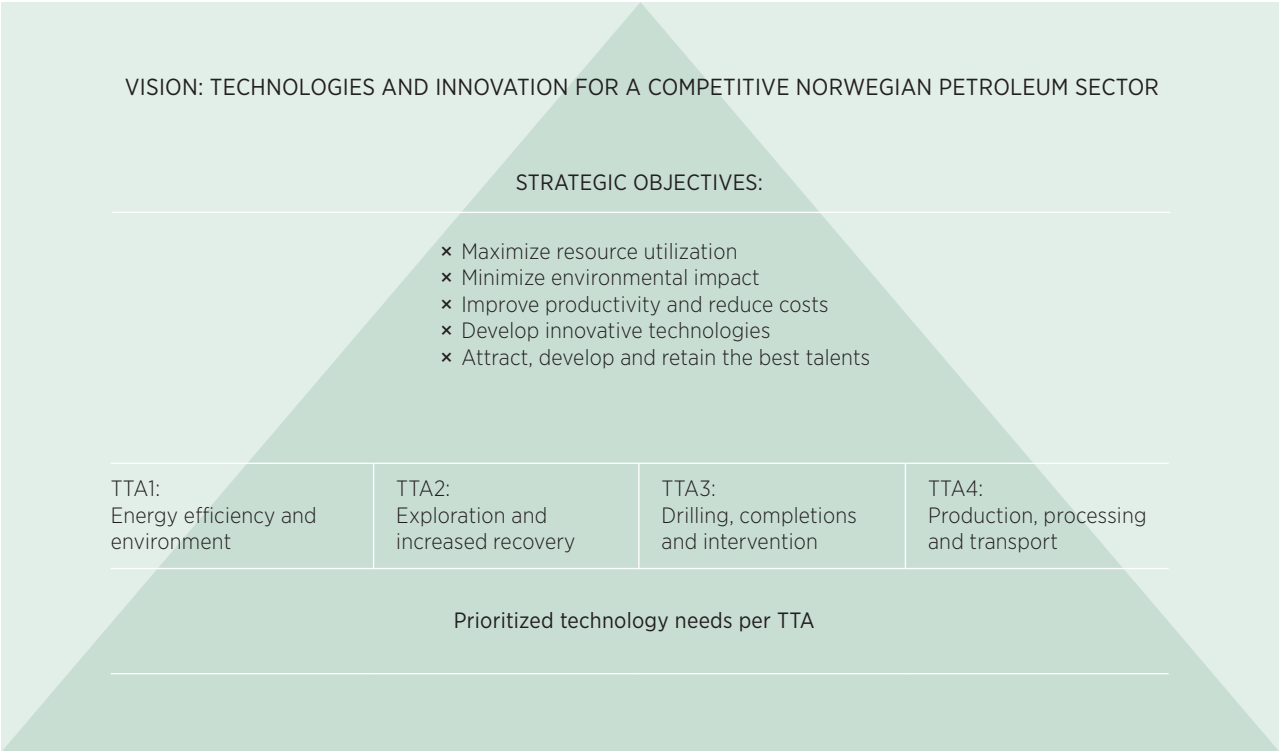 VISION: TECHNOLOGIES AND INNOVATION FOR A COMPETITIVE NORWEGIAN PETROLEUM SECTOR
STRATEGIC OBJECTIVES:
× Maximize resource utilization
× Minimize environmental impact
× Improve productivity and reduce costs
× Develop innovative technologies
× Attract, develop and retain the best talents
TTA1:
Energy efficiency and
environment
TTA2:
Exploration and
increased recovery
TTA3:
Drilling, completions
and intervention
TTA4:
Production, processing
and transport
Prioritized technology needs per TTA